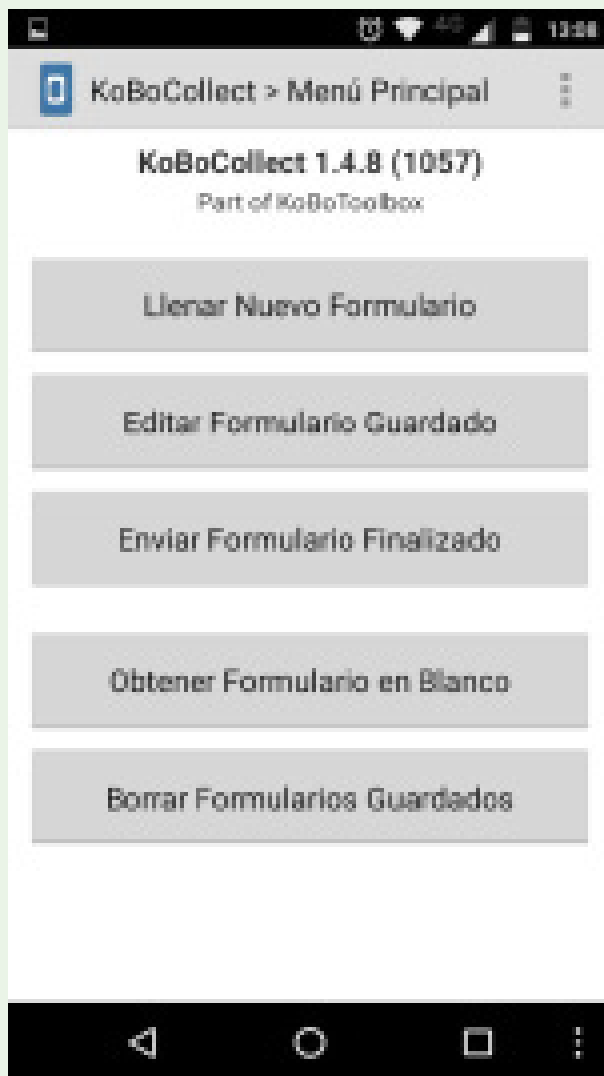 4G 13:08
KoBoCollect > Menú Principal
KoBoCollect 1.4.8 (1057)
Part of KoBoToolbox
Llenar Nuevo Formulario
Editar Formulario Guardado
Enviar Formulario Finalizado
Obtener Formulario en Blanco
Borrar Formularios Guardados